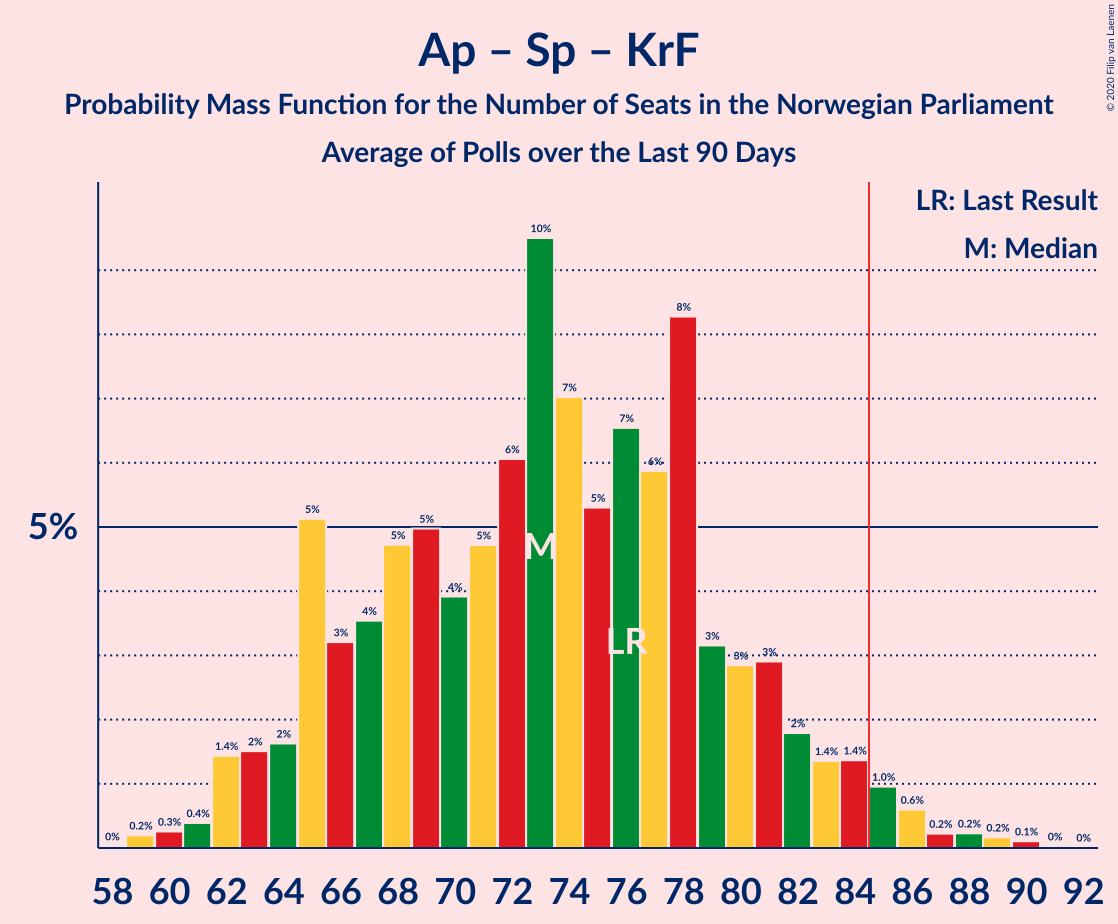 Ap – Sp – KrF
Probability Mass Function for the Number of Seats in the Norwegian Parliament
Average of Polls over the Last 90 Days
© 2020 Filip van Laenen
LR: Last Result
M: Median
5%
0% 0.2% 0.3% 0.4% 1.4% 2% 2% 5% 3% 4% 5% 5% 4% 5% 6% 10% 7% 5% 7% 6% 8% 3% 3% 3% 2% 1.4% 1.4% 1.0% 0.6% 0.2% 0.2% 0.2% 0.1% 0% 0%
M
LR
58 60 62 64 66 68 70 72 74 76 78 80 82 84 86 88 90 92